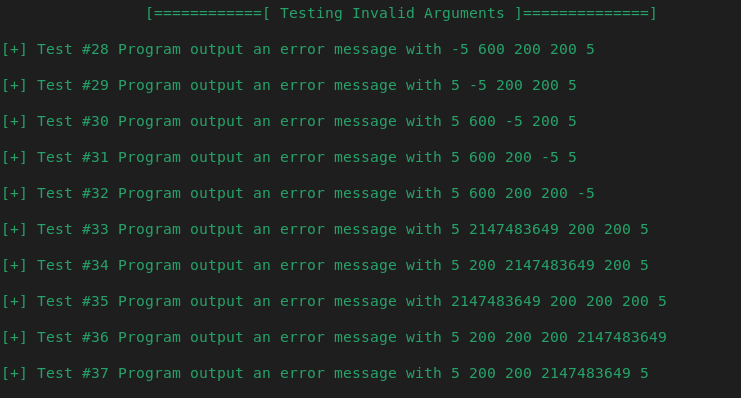 [============[ Testing Invalid Arguments ]==============]
[+] Test #28 Program output an error message with -5 600 200 200 5
[+] Test #29 Program output an error message with 5 -5 200 200 5
[+] Test #30 Program output an error message with 5 600 -5 200 5
[+] Test #31 Program output an error message with 5 600 200 -5 5
[+] Test #32 Program output an error message with 5 600 200 200 -5
[+] Test #33 Program output an error message with 5 2147483649 200 200 5
[+] Test #34 Program output an error message with 5 200 2147483649 200 5
[+] Test #35 Program output an error message with 2147483649 200 200 200 5
[+] Test #36 Program output an error message with 5 200 200 200 2147483649
[+] Test #37 Program output an error message with 5 200 200 2147483649 5